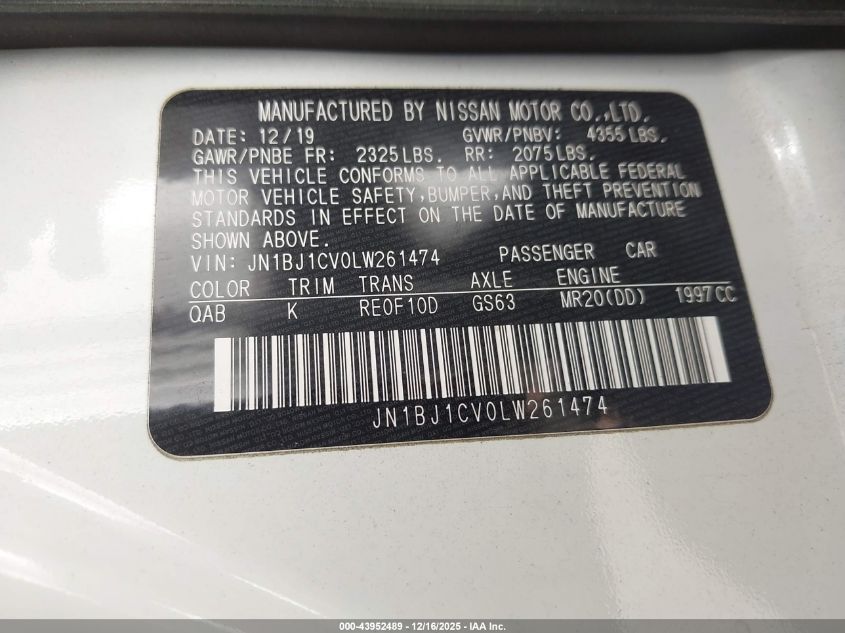 MANUFACTURED BY NISSAN MOTOR CO.,LTD.
DATE: 12/19 GVWR/PNBV: 4355 LBS.
GAWR/PNBE FR: 2325 LBS. RR: 2075 LBS.
THIS VEHICLE CONFORMS TO ALL APPLICABLE FEDERAL
MOTOR VEHICLE SAFETY, BUMPER, AND THEFT PREVENTION
STANDARDS IN EFFECT ON THE DATE OF MANUFACTURE
SHOWN ABOVE.
VIN: JN1BJ1CV0LW261474 PASSENGER CAR
COLOR TRIM TRANS AXLE ENGINE
QAB K RE0F10D GS63 MR20(DD) 1997CC
JN1BJ1CV0LW261474
000-43952489 - 12/16/2025 - IAA Inc.